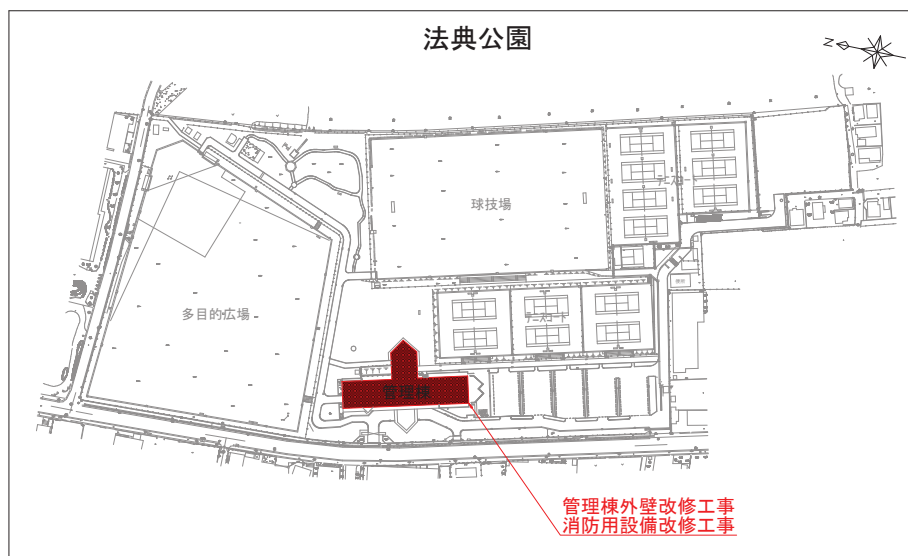 法典公園
N
球技場
テニスコート
多目的広場
テニスコート
管理棟
管理棟外壁改修工事
消防用設備改修工事